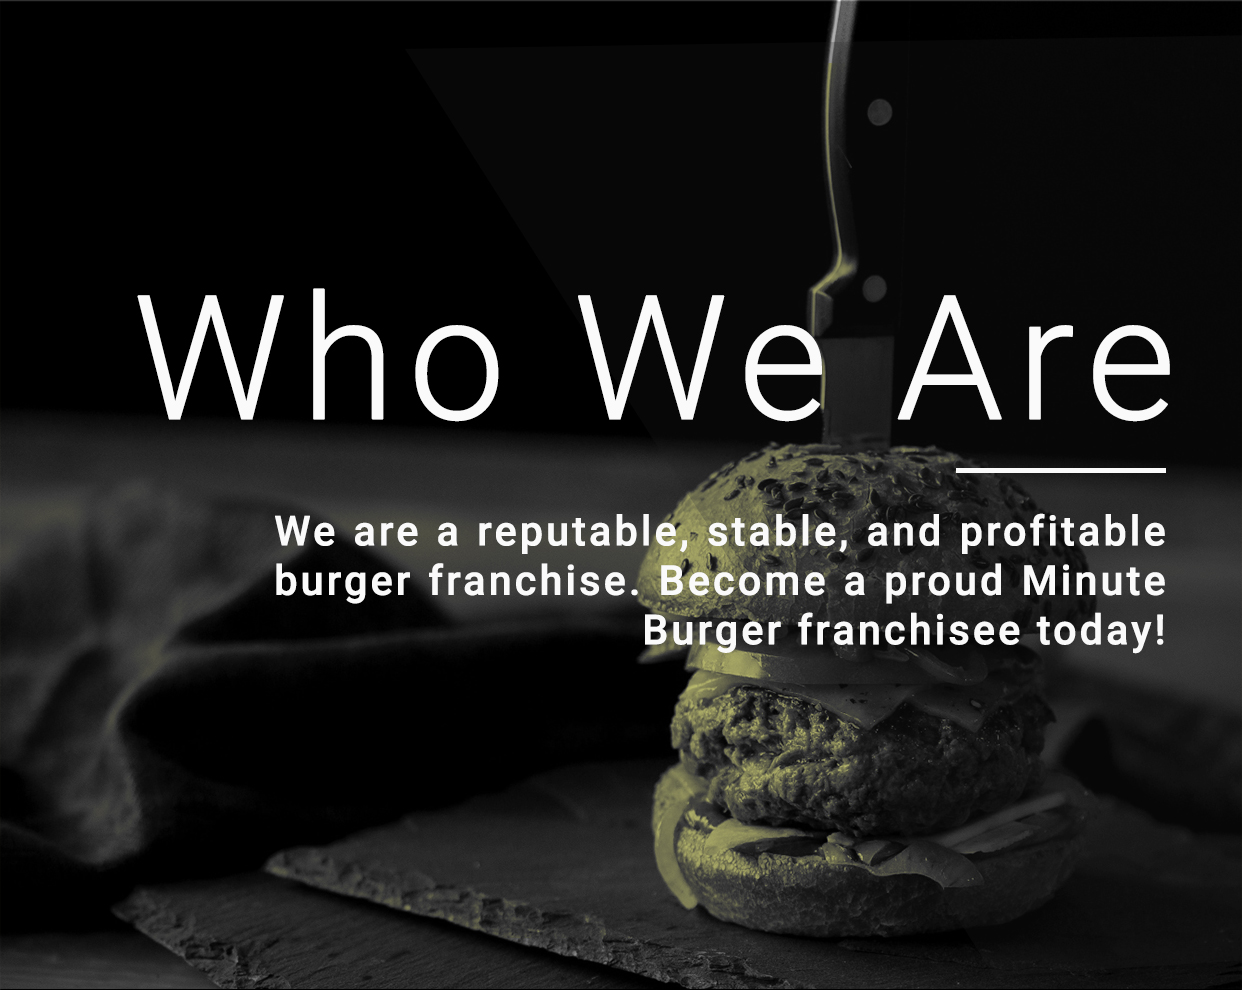 Who We Are
We are a reputable, stable, and profitable
burger franchise. Become a proud Minute
Burger franchisee today!